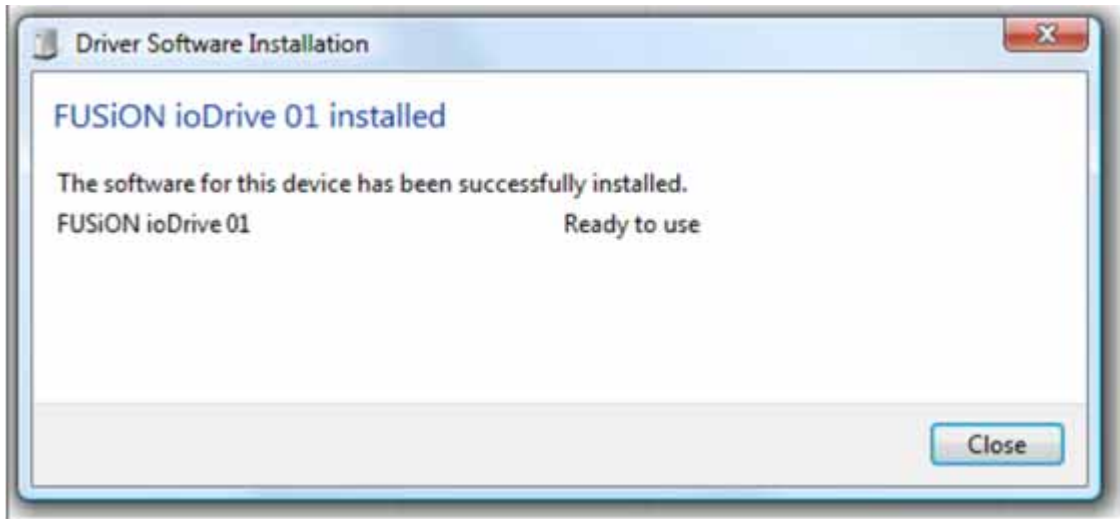 Driver Software Installation
FUSiON ioDrive 01 installed
The software for this device has been successfully installed.
FUSiON ioDrive 01 Ready to use
Close